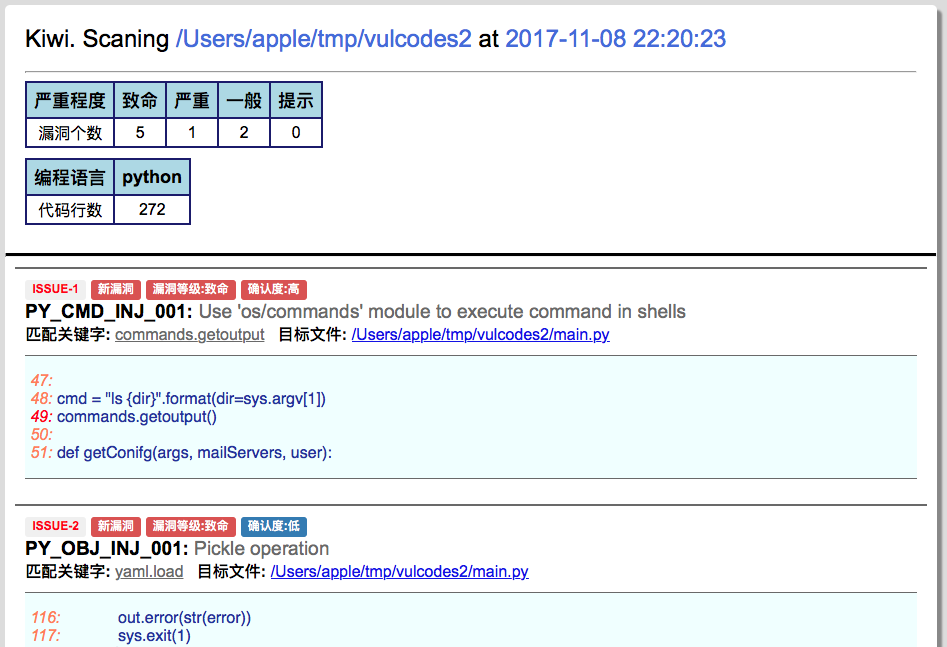 Kiwi. Scaning /Users/apple/tmp/vulcodes2 at 2017-11-08 22:20:23
严重程度 致命 严重 一般 提示
漏洞个数 5 1 2 0
编程语言 python
代码行数 272
ISSUE-1 新漏洞 漏洞等级:致命 确认度:高
PY_CMD_INJ_001: Use 'os/commands' module to execute command in shells
匹配关键字: commands.getoutput 目标文件: /Users/apple/tmp/vulcodes2/main.py
47:
48: cmd = "ls {dir}".format(dir=sys.argv[1])
49: commands.getoutput()
50:
51: def getConifg(args, mailServers, user):
ISSUE-2 新漏洞 漏洞等级:致命 确认度:低
PY_OBJ_INJ_001: Pickle operation
匹配关键字: yaml.load 目标文件: /Users/apple/tmp/vulcodes2/main.py
116: out.error(str(error))
117: sys.exit(1)